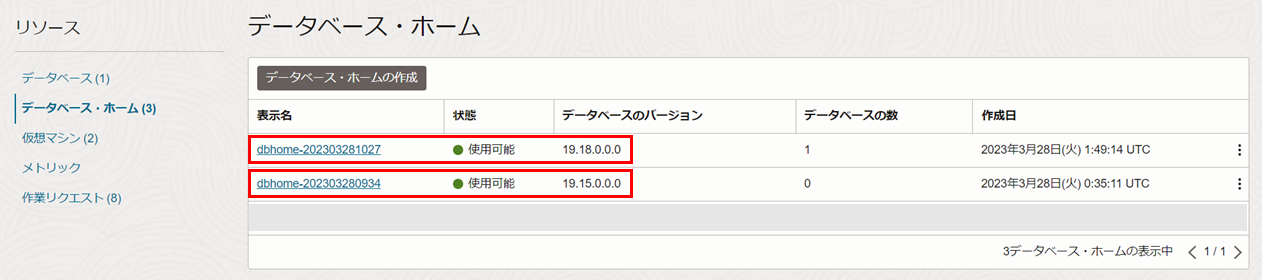 リソース
データベース (1)
データベース・ホーム (3)
仮想マシン (2)
メトリック
作業リクエスト (8)
データベース・ホーム
データベース・ホームの作成
表示名 状態 データベースのバージョン データベースの数 作成日
dbhome-202303281027 使用可能 19.18.0.0.0 1 2023年3月28日(火) 1:49:14 UTC
dbhome-202303280934 使用可能 19.15.0.0.0 0 2023年3月28日(火) 0:35:11 UTC
3データベース・ホームの表示中 1 / 1